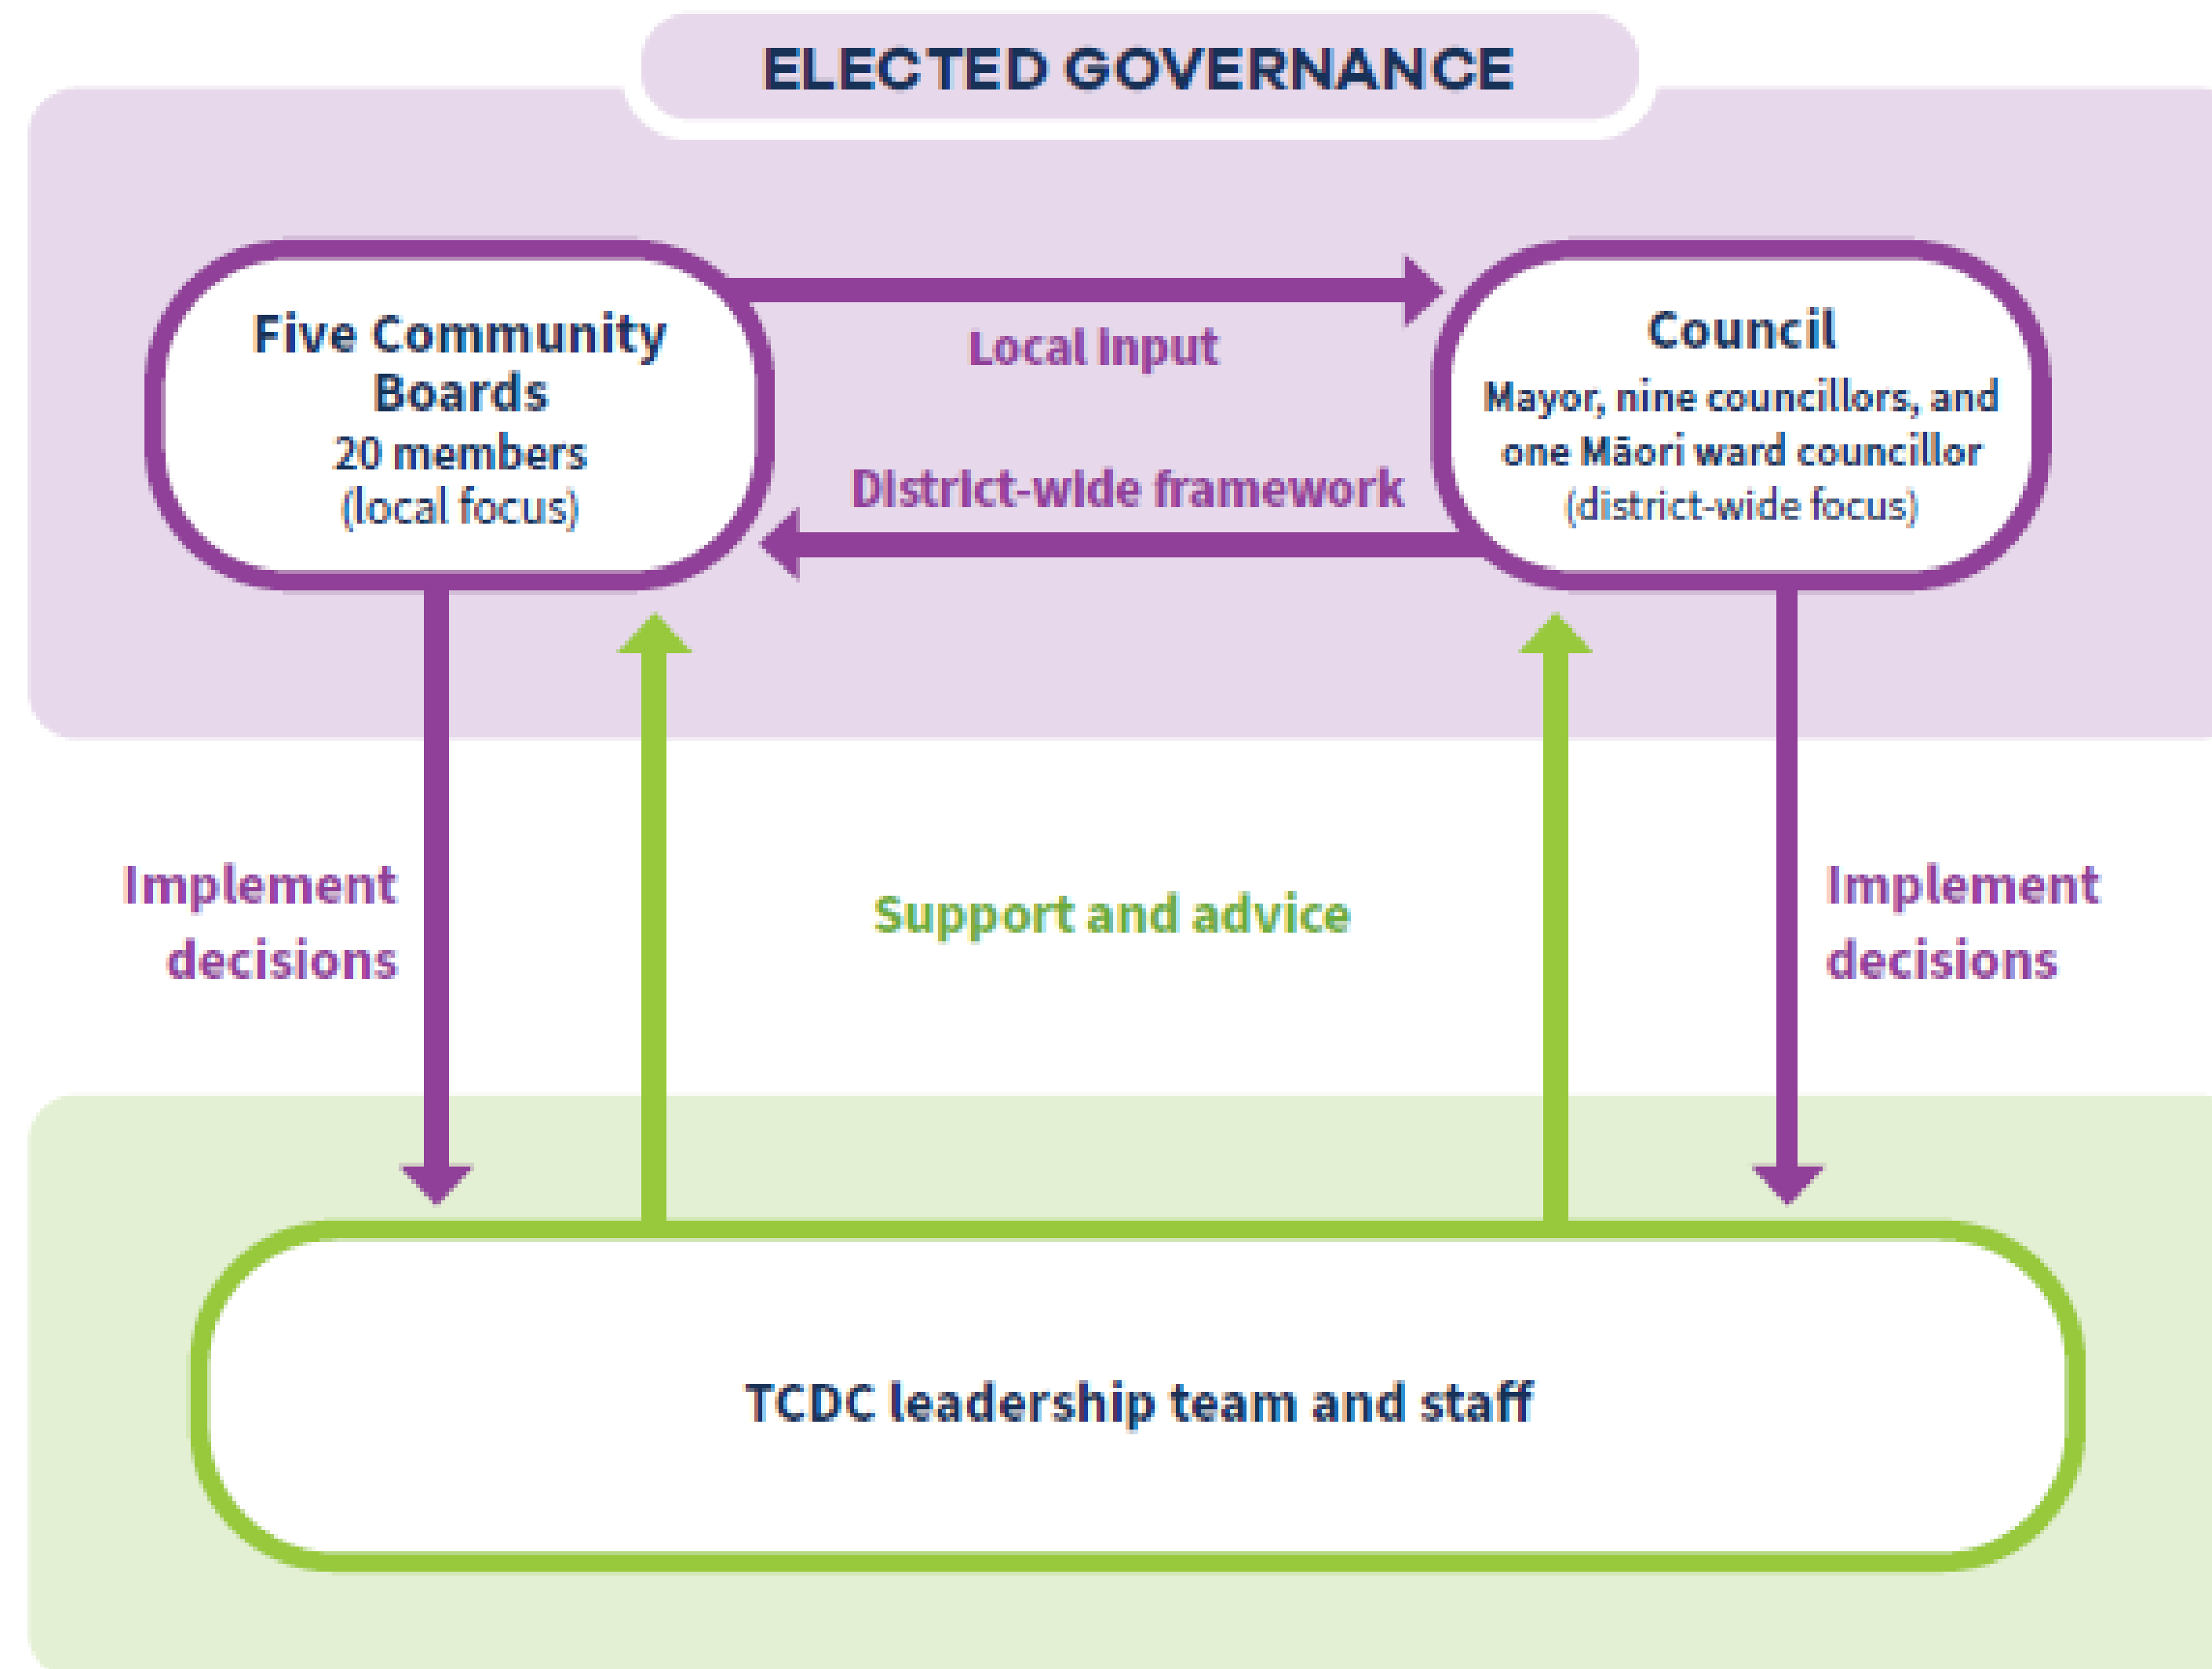 ELECTED GOVERNANCE
Five Community
Boards
20 members
(local focus)
Local Input
District-wide framework
Council
Mayor, nine councillors, and
one Māori ward councillor
(district-wide focus)
Implement
decisions
Support and advice
Implement
decisions
TCDC leadership team and staff